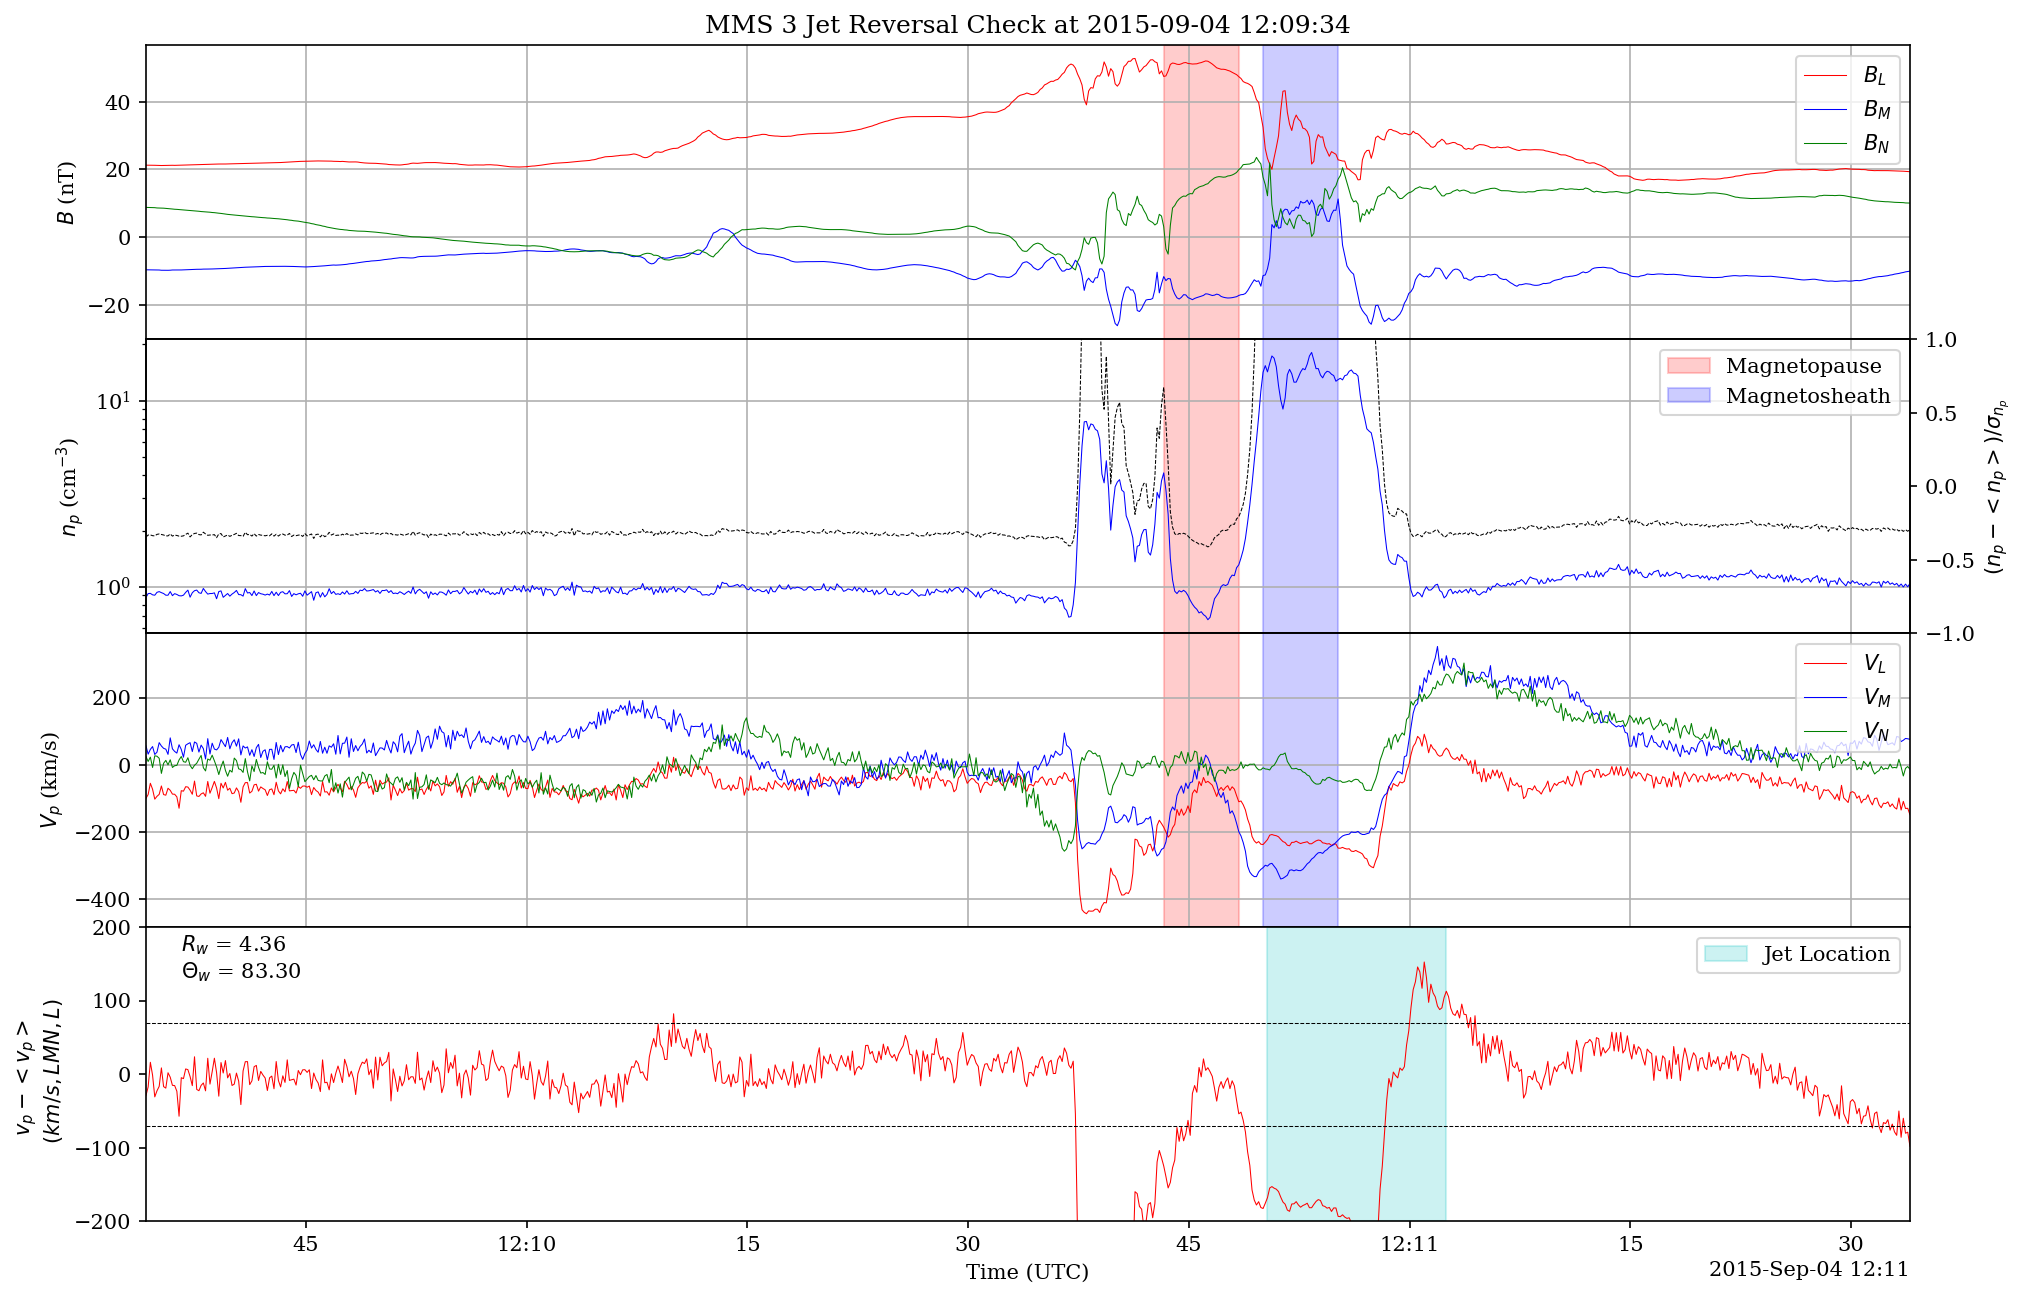 MMS 3 Jet Reversal Check at 2015-09-04 12:09:34
B (nT)
40
20
0
−20
B_L
B_M
B_N
n_p (cm^{−3})
10^1
10^0
Magnetopause
Magnetosheath
1.0
0.5
0.0
−0.5
−1.0
(n_p − < n_p >)/σ_{n_p}
V_p (km/s)
200
0
−200
−400
V_L
V_M
V_N
v_p − < v_p >
(km/s, LMN, L)
200
100
0
−100
−200
R_w = 4.36
Θ_w = 83.30
Jet Location
45
12:10
15
30
45
12:11
15
30
Time (UTC)
2015-Sep-04 12:11